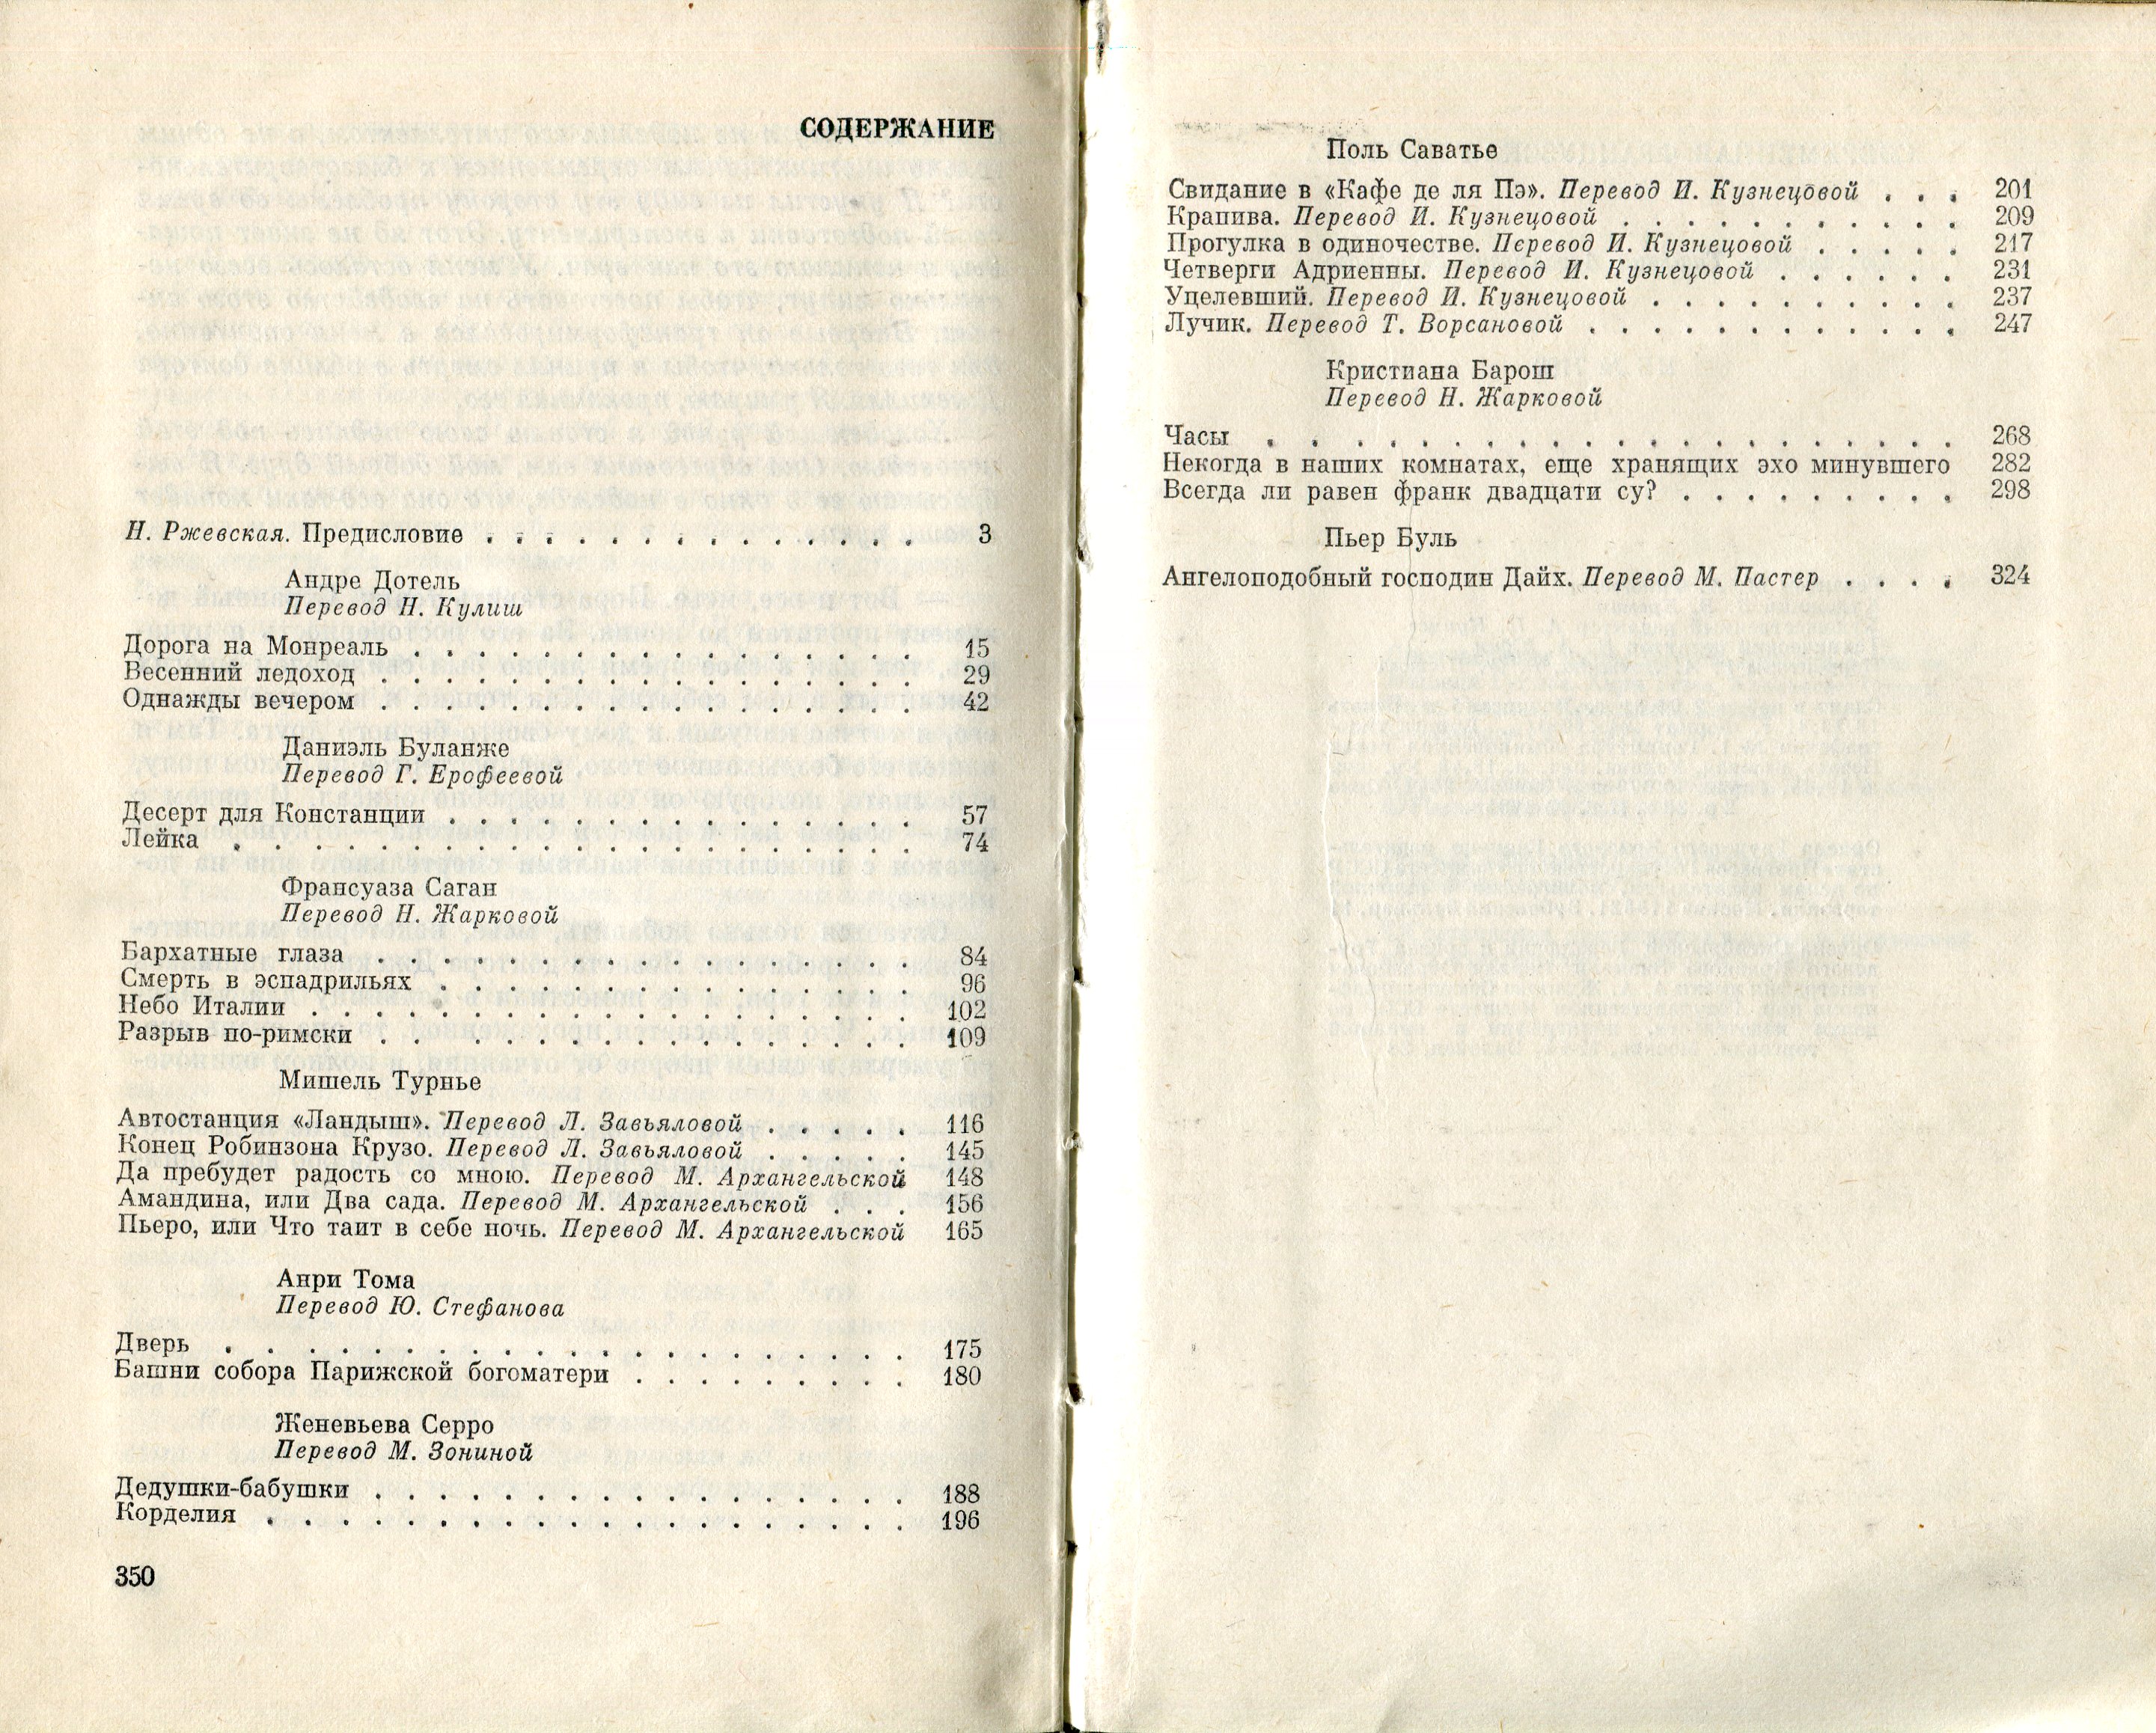 СОДЕРЖАНИЕ
Н. Ржевская. Предисловие . . . . . . . . . . . . . . 3
Андре Дотель
Перевод Н. Кулиш
Дорога на Монреаль . . . . . . . . . . . . . . . . 15
Весенний ледоход . . . . . . . . . . . . . . . . . 29
Однажды вечером . . . . . . . . . . . . . . . . . 42
Даниэль Буланже
Перевод Г. Ерофеевой
Десерт для Констанции . . . . . . . . . . . . . . . 57
Лейка . . . . . . . . . . . . . . . . . . . . . 74
Франсуаза Саган
Перевод Н. Жарковой
Бархатные глаза . . . . . . . . . . . . . . . . . 84
Смерть в эспадрильях . . . . . . . . . . . . . . . 96
Небо Италии . . . . . . . . . . . . . . . . . . . 102
Разрыв по-римски . . . . . . . . . . . . . . . . . 109
Мишель Турнье
Автостанция «Ландыш». Перевод Л. Завьяловой . . . . . 116
Конец Робинзона Крузо. Перевод Л. Завьяловой . . . . . 145
Да пребудет радость со мною. Перевод М. Архангельской 148
Амандина, или Два сада. Перевод М. Архангельской . . . 156
Пьеро, или Что таит в себе ночь. Перевод М. Архангельской 165
Анри Тома
Перевод Ю. Стефанова
Дверь . . . . . . . . . . . . . . . . . . . . . 175
Башни собора Парижской богоматери . . . . . . . . . 180
Женевьева Серро
Перевод М. Зониной
Дедушки-бабушки . . . . . . . . . . . . . . . . . 188
Корделия . . . . . . . . . . . . . . . . . . . . 196
350
Поль Саватье
Свидание в «Кафе де ля Пэ». Перевод И. Кузнецовой . . . 201
Крапива. Перевод И. Кузнецовой . . . . . . . . . . . 209
Прогулка в одиночестве. Перевод И. Кузнецовой . . . . . 217
Четверги Адриенны. Перевод И. Кузнецовой . . . . . . 231
Уцелевший. Перевод И. Кузнецовой . . . . . . . . . . 237
Лучик. Перевод Т. Ворсановой . . . . . . . . . . . . 247
Кристиана Барош
Перевод Н. Жарковой
Часы . . . . . . . . . . . . . . . . . . . . . 268
Некогда в наших комнатах, еще хранящих эхо минувшего 282
Всегда ли равен франк двадцати су? . . . . . . . . . 298
Пьер Буль
Ангелоподобный господин Дайх. Перевод М. Пастер . . . . 324